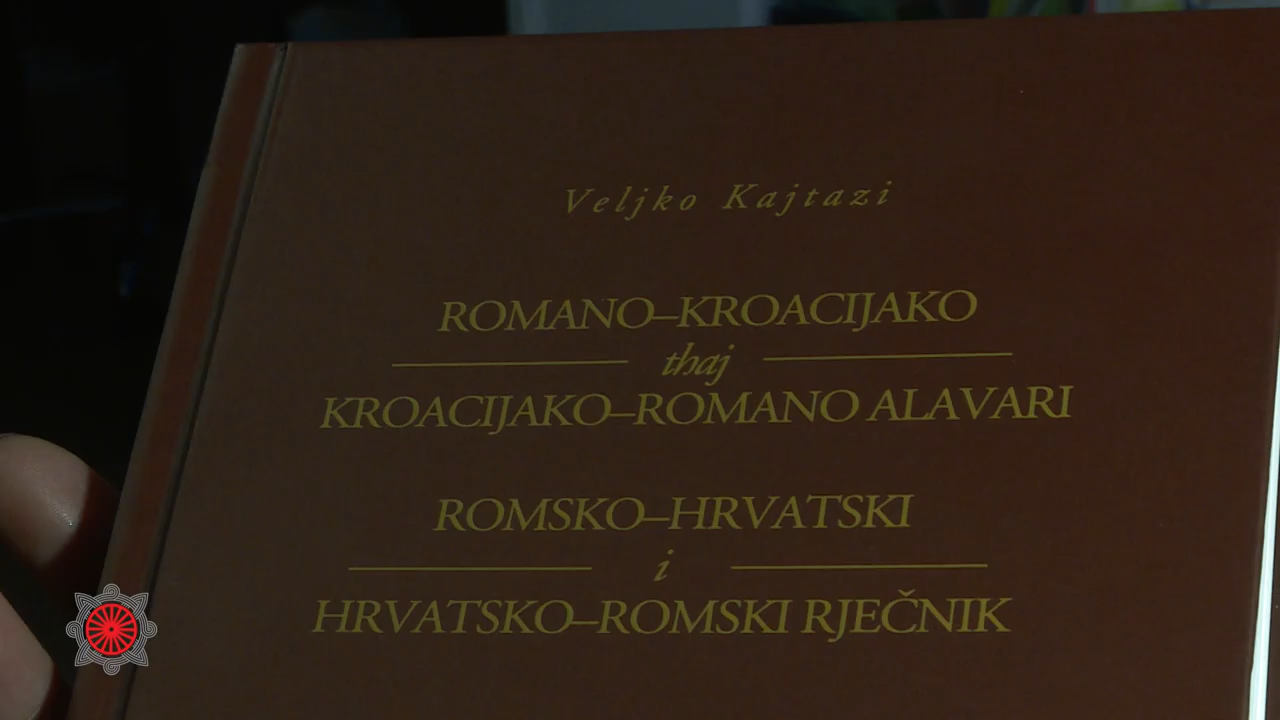 Veljko Kajtazi
ROMANO–KROACIJAKO
thaj
KROACIJAKO–ROMANO ALAVARI
ROMSKO–HRVATSKI
i
HRVATSKO–ROMSKI RJEČNIK